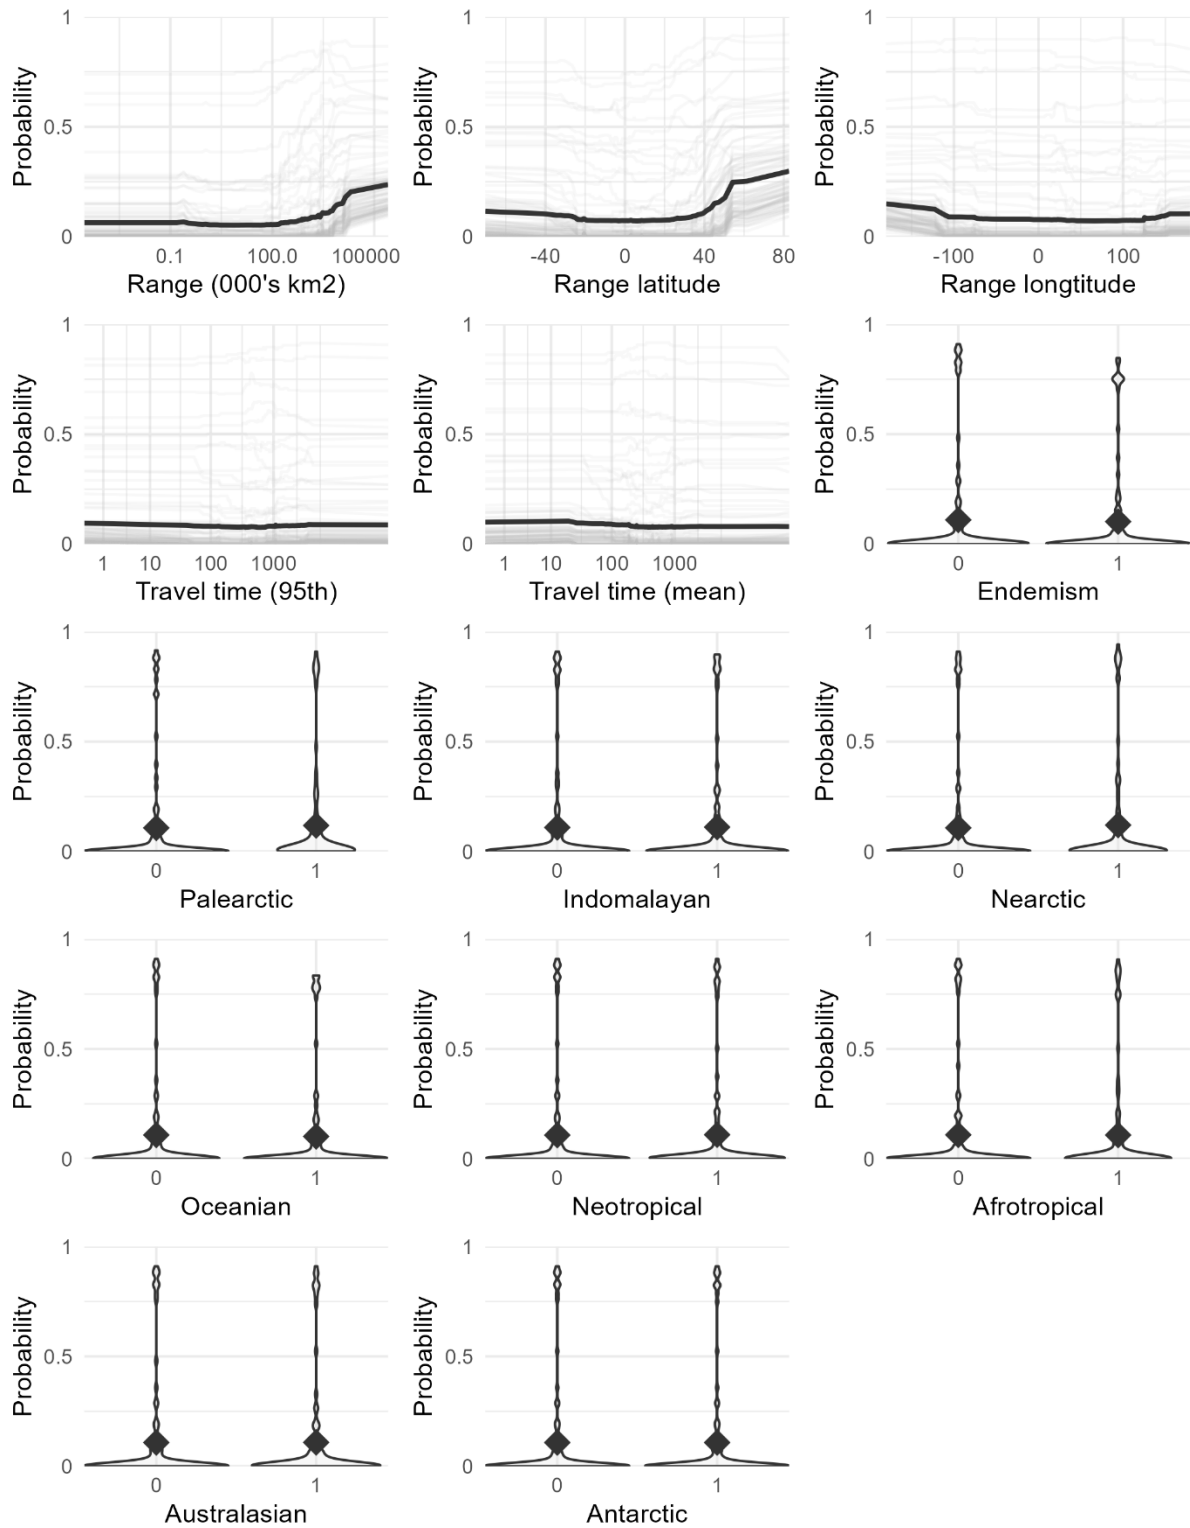 1
0.5
0
Probability
0.1 100.0 100000
Range (000's km2)
1
0.5
0
Probability
-40 0 40 80
Range latitude
1
0.5
0
Probability
-100 0 100
Range longtitude
1
0.5
0
Probability
1 10 100 1000
Travel time (95th)
1
0.5
0
Probability
1 10 100 1000
Travel time (mean)
1
0.5
0
Probability
0 1
Endemism
1
0.5
0
Probability
0 1
Palearctic
1
0.5
0
Probability
0 1
Indomalayan
1
0.5
0
Probability
0 1
Nearctic
1
0.5
0
Probability
0 1
Oceanian
1
0.5
0
Probability
0 1
Neotropical
1
0.5
0
Probability
0 1
Afrotropical
1
0.5
0
Probability
0 1
Australasian
1
0.5
0
Probability
0 1
Antarctic